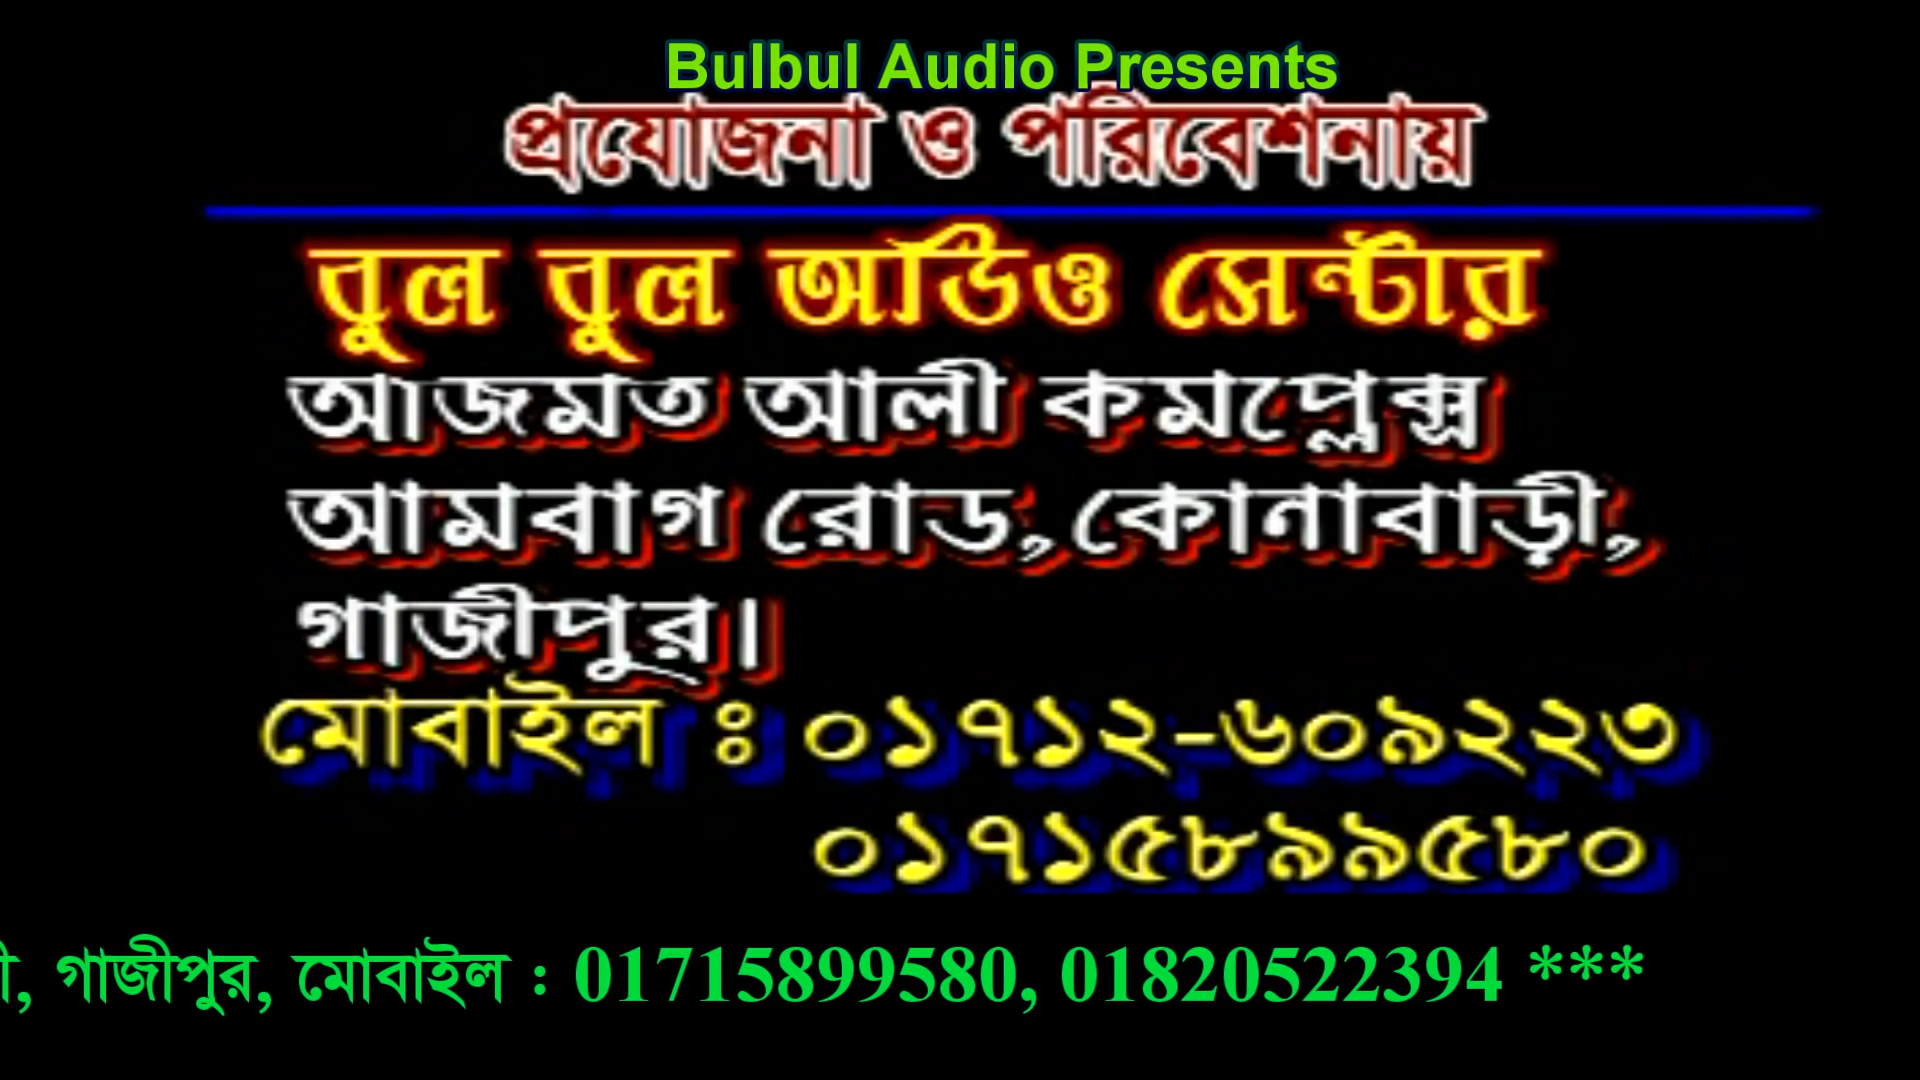 Bulbul Audio Presents
প্রযোজনা ও পরিবেশনায়
বুল বুল অডিও সেন্টার
আজমত আলী কমপ্লেক্স
আমবাগ রোড, কোনাবাড়ী,
গাজীপুর।
মোবাইল ঃ ০১৭১২-৬০৯২২৩
০১৭১৫৮৯৯৫৮০
, গাজীপুর, মোবাইল : 01715899580, 01820522394 ***